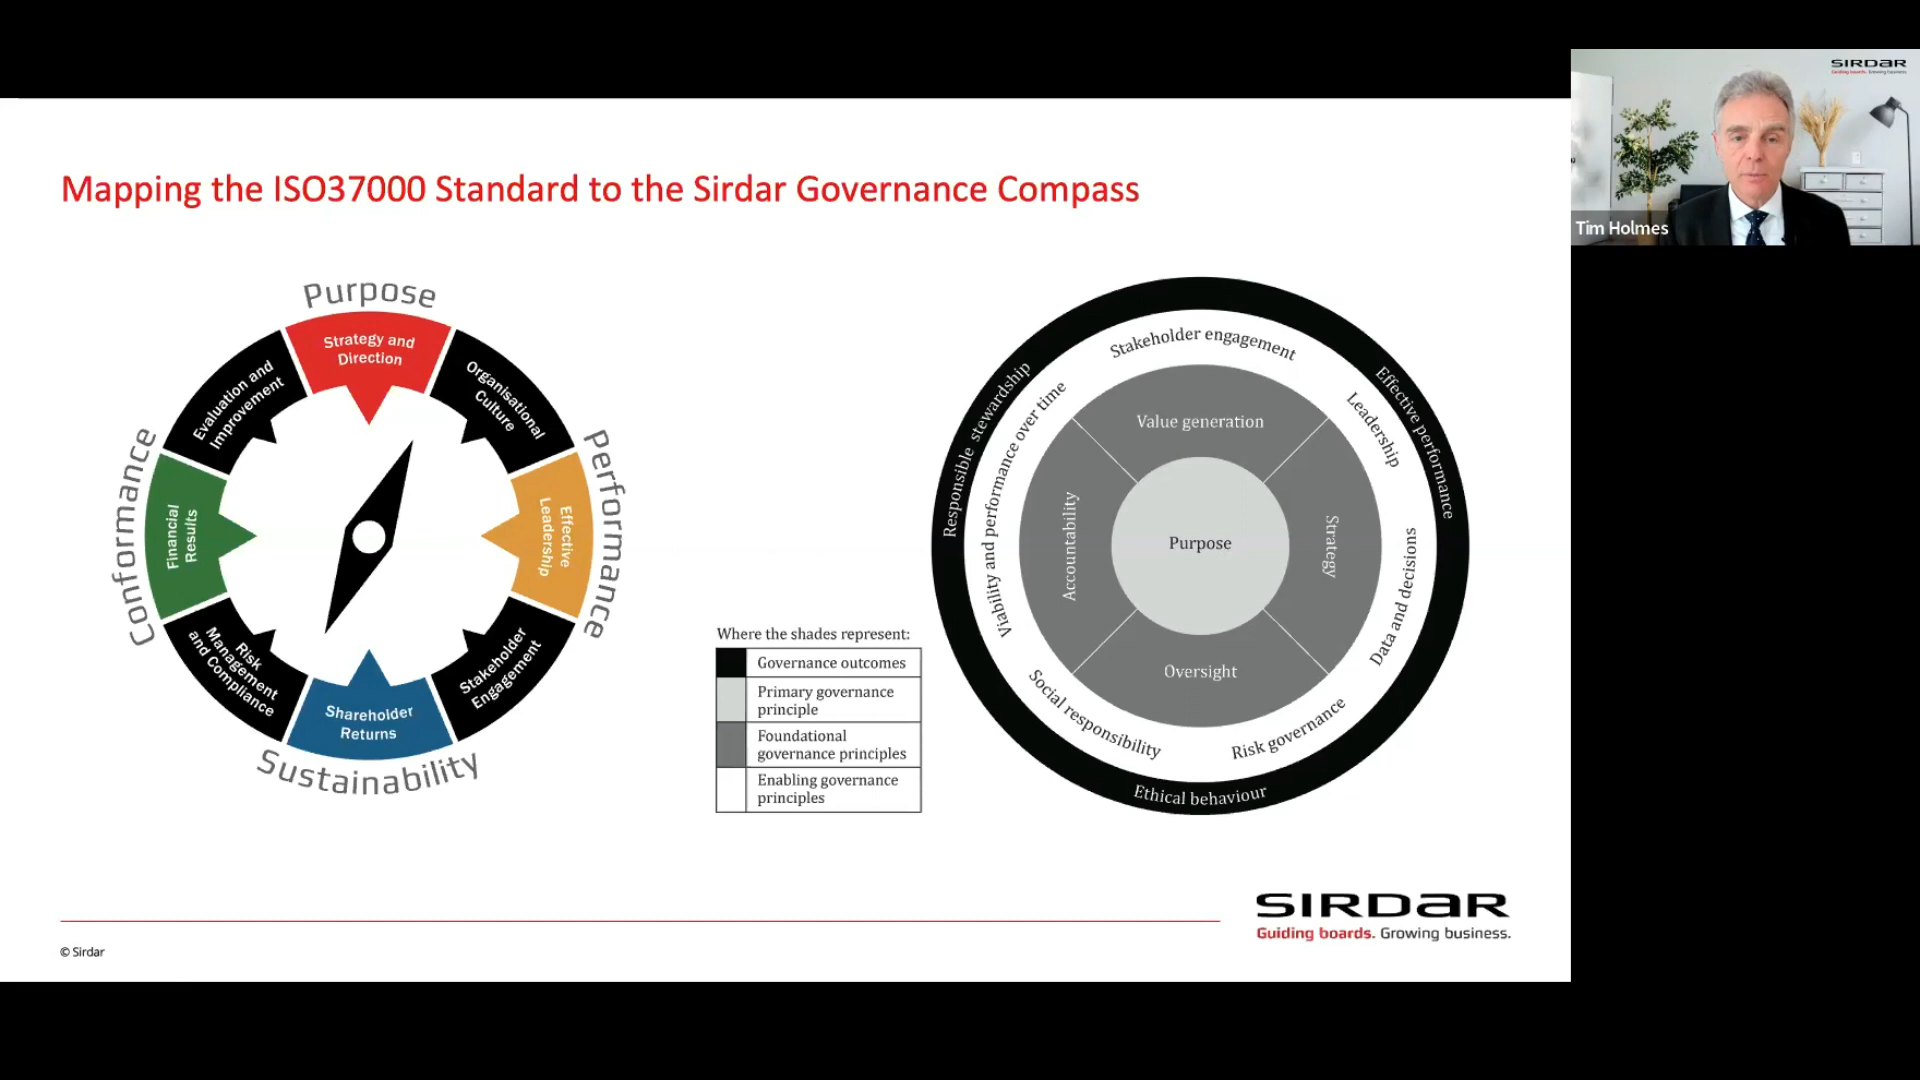 Mapping the ISO37000 Standard to the Sirdar Governance Compass
Purpose
Performance
Sustainability
Conformance
Strategy and
Direction
Organisational
Culture
Effective
Leadership
Stakeholder
Engagement
Shareholder
Returns
Risk
Management
and Compliance
Financial
Results
Evaluation and
Improvement
Where the shades represent:
Governance outcomes
Primary governance
principle
Foundational
governance principles
Enabling governance
principles
Responsible stewardship
Effective performance
Ethical behaviour
Stakeholder engagement
Leadership
Data and decisions
Risk governance
Social responsibility
Viability and performance over time
Value generation
Strategy
Oversight
Accountability
Purpose
SIRDAR
Guiding boards. Growing business.
© Sirdar
SIRDAR
Guiding boards. Growing business.
Tim Holmes